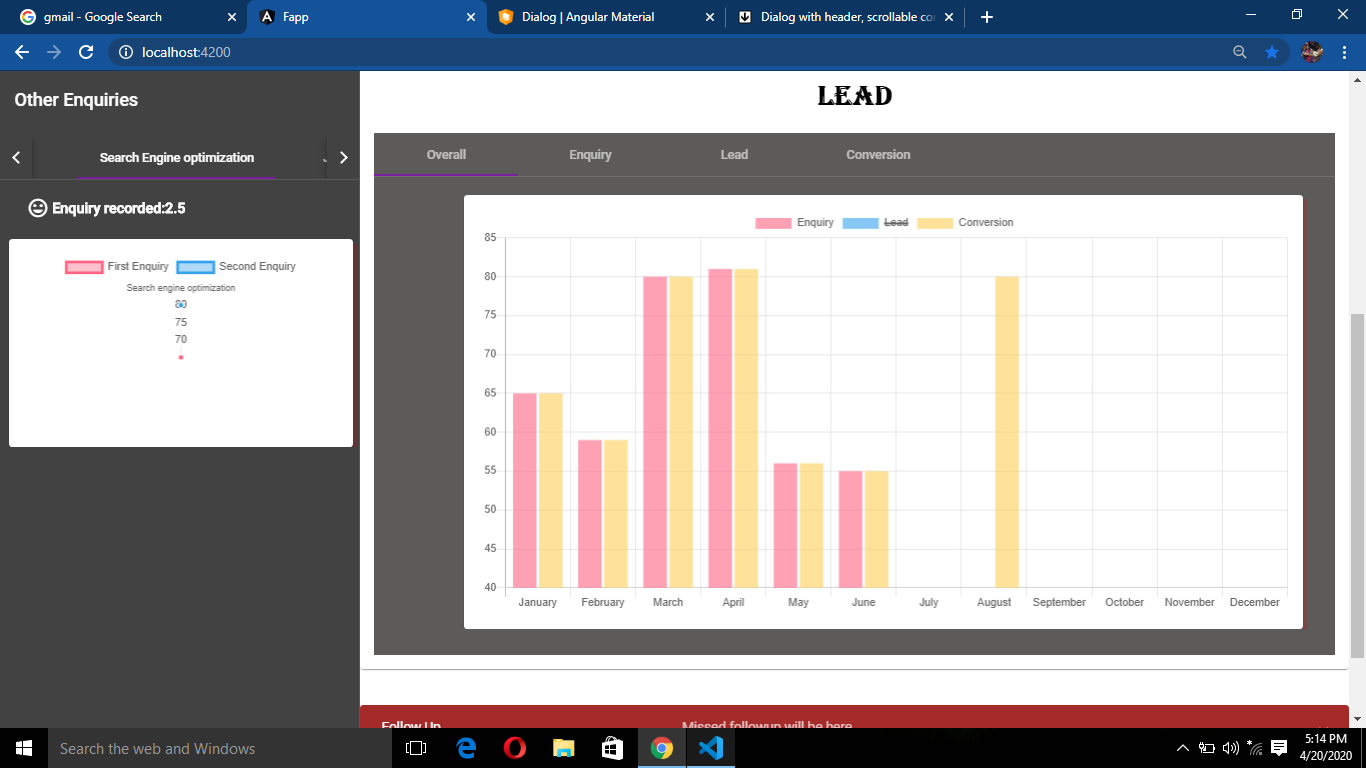 gmail - Google Search
Fapp
Dialog | Angular Material
Dialog with header, scrollable co
localhost:4200
Other Enquiries
Search Engine optimization
Enquiry recorded:2.5
First Enquiry Second Enquiry
Search engine optimization
80
75
70
LEAD
Overall Enquiry Lead Conversion
Enquiry Lead Conversion
85
80
75
70
65
60
55
50
45
40
January February March April May June July August September October November December
Follow Up Missed followup will be here
Search the web and Windows
5:14 PM
4/20/2020